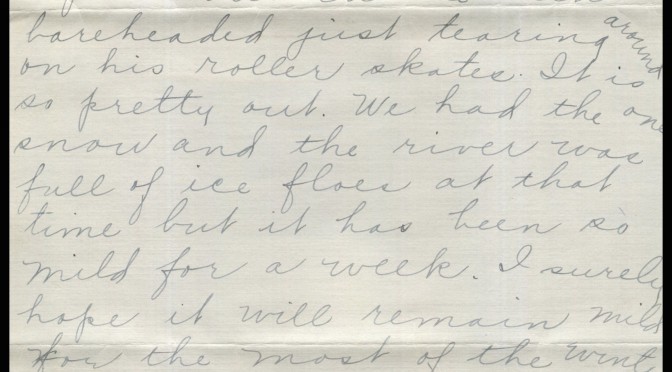 bareheaded just tearing around
on his roller skates. It is
so pretty out. We had the one
snow and the river was
full of ice floes at that
time but it has been so
mild for a week. I surely
hope it will remain mild
for the most of the wint